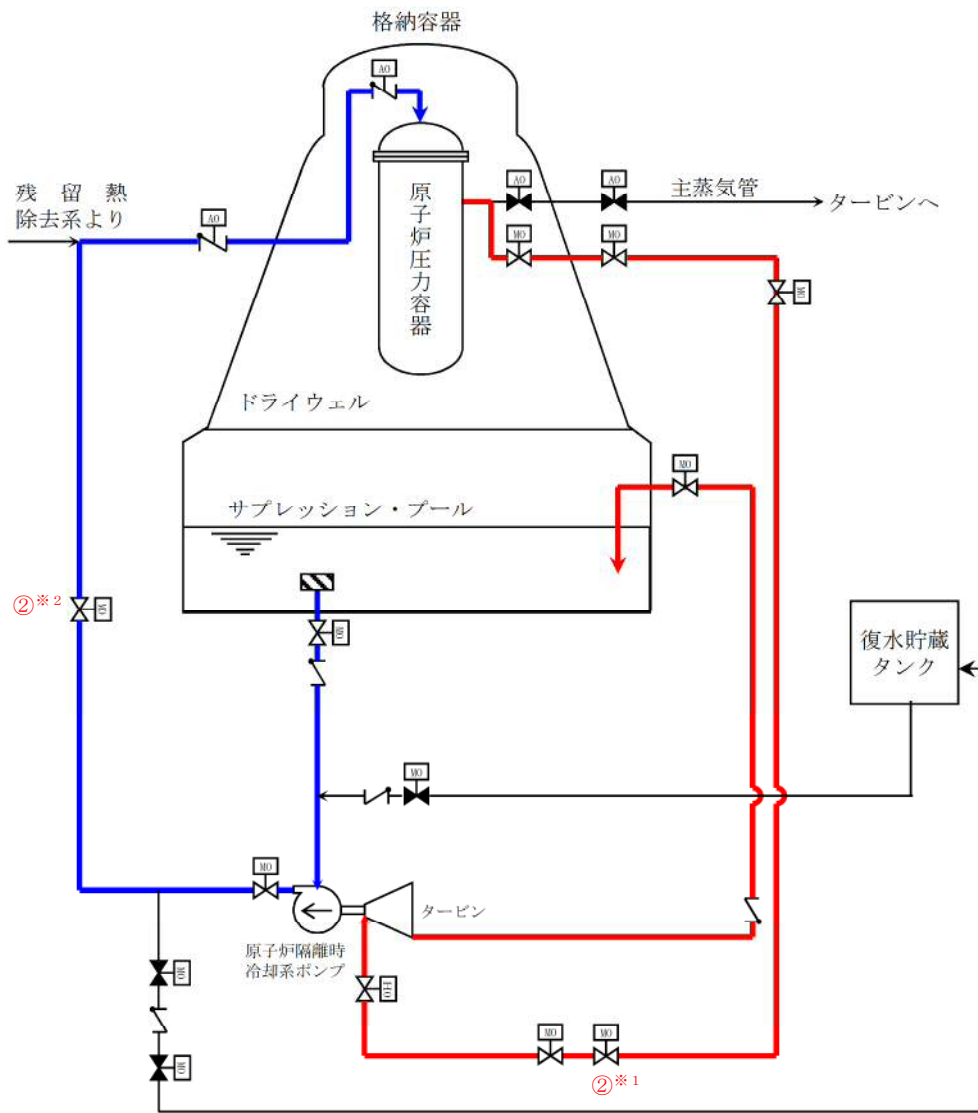 格納容器
AO
残留熱
除去系より
AO
原子炉圧力容器
AO
AO
主蒸気管
タービンへ
MO
MO
MO
ドライウェル
MO
サプレッション・プール
②※2
MO
MO
復水貯蔵
タンク
MO
MO
タービン
原子炉隔離時
冷却系ポンプ
MO
HO
MO
MO
MO
②※1